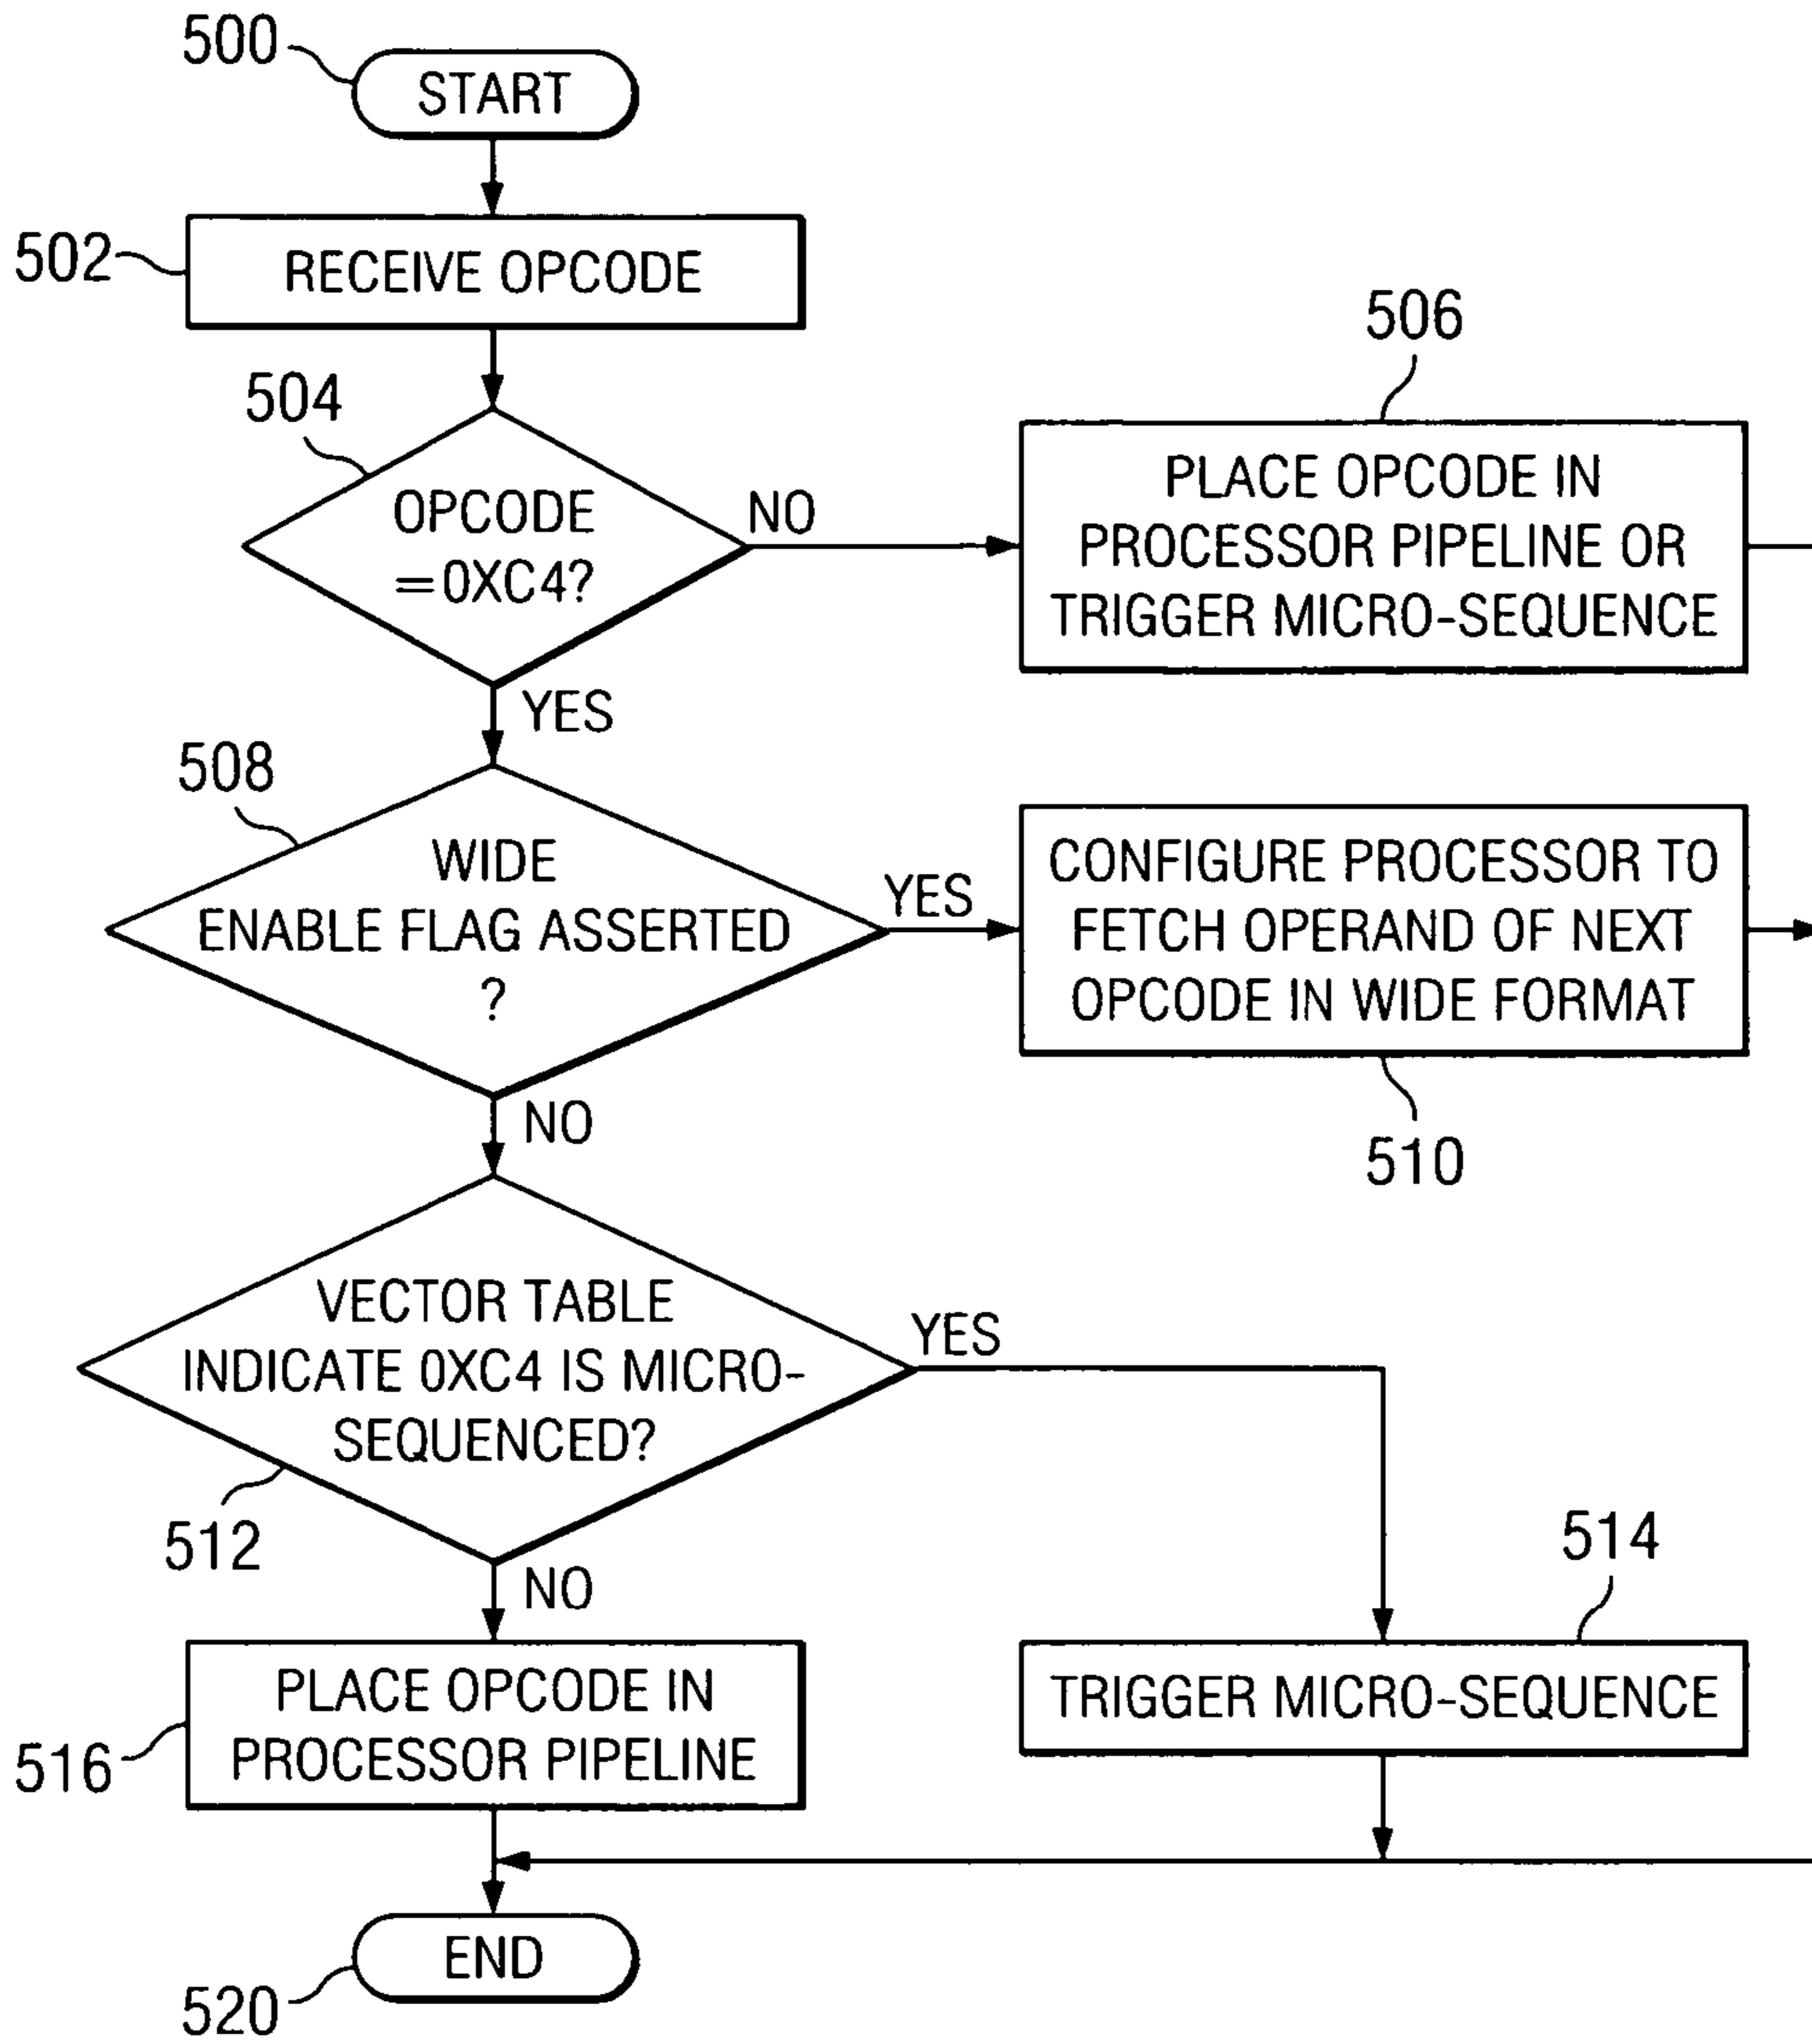 500
START
502
RECEIVE OPCODE
504
OPCODE
=0XC4?
NO
YES
506
PLACE OPCODE IN
PROCESSOR PIPELINE OR
TRIGGER MICRO-SEQUENCE
508
WIDE
ENABLE FLAG ASSERTED
?
YES
NO
CONFIGURE PROCESSOR TO
FETCH OPERAND OF NEXT
OPCODE IN WIDE FORMAT
510
VECTOR TABLE
INDICATE 0XC4 IS MICRO-
SEQUENCED?
YES
512
NO
514
TRIGGER MICRO-SEQUENCE
PLACE OPCODE IN
PROCESSOR PIPELINE
516
END
520